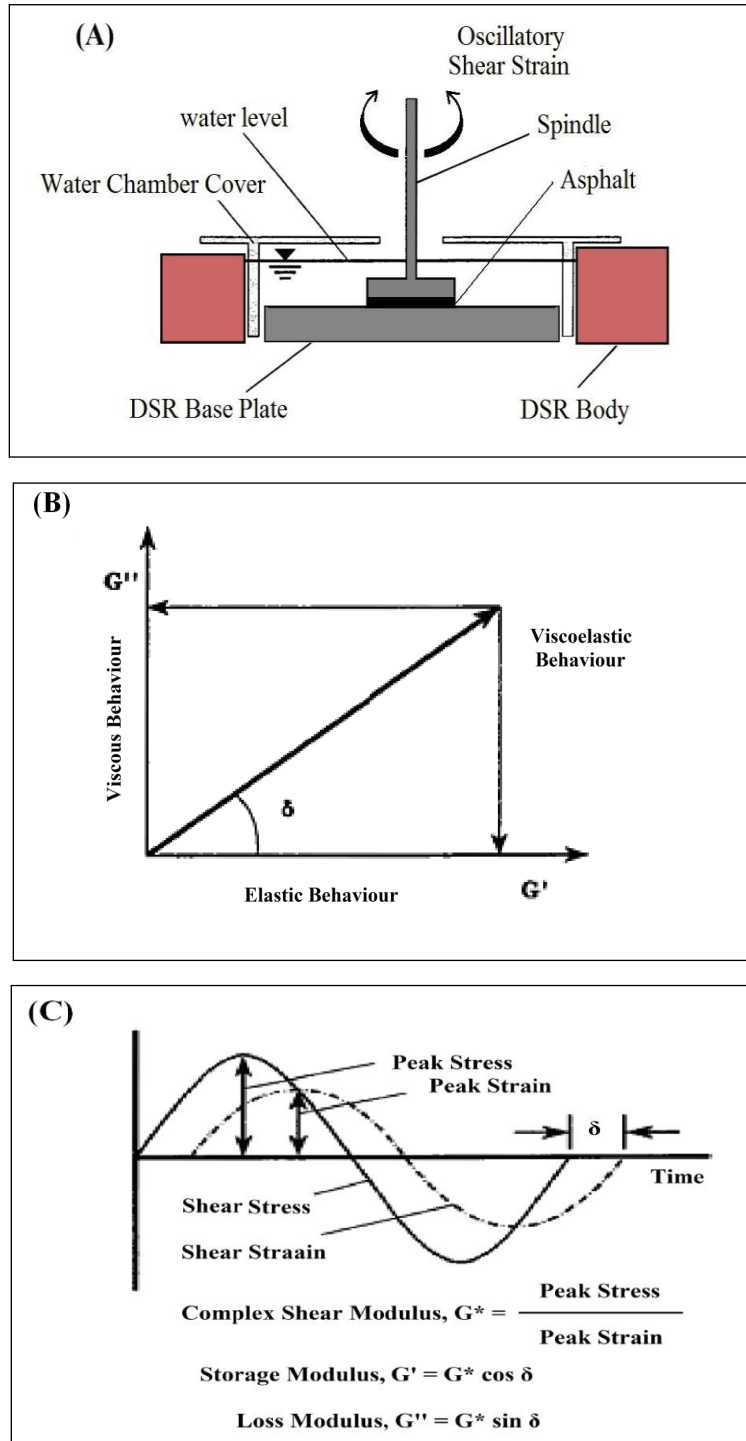 (A)
Oscillatory
Shear Strain
water level
Spindle
Water Chamber Cover
Asphalt
DSR Base Plate
DSR Body
(B)
G''
Viscous Behaviour
Viscoelastic
Behaviour
δ
Elastic Behaviour
G'
(C)
Peak Stress
Peak Strain
δ
Time
Shear Stress
Shear Straain
Complex Shear Modulus, G* = Peak Stress
Peak Strain
Storage Modulus, G' = G* cos δ
Loss Modulus, G'' = G* sin δ